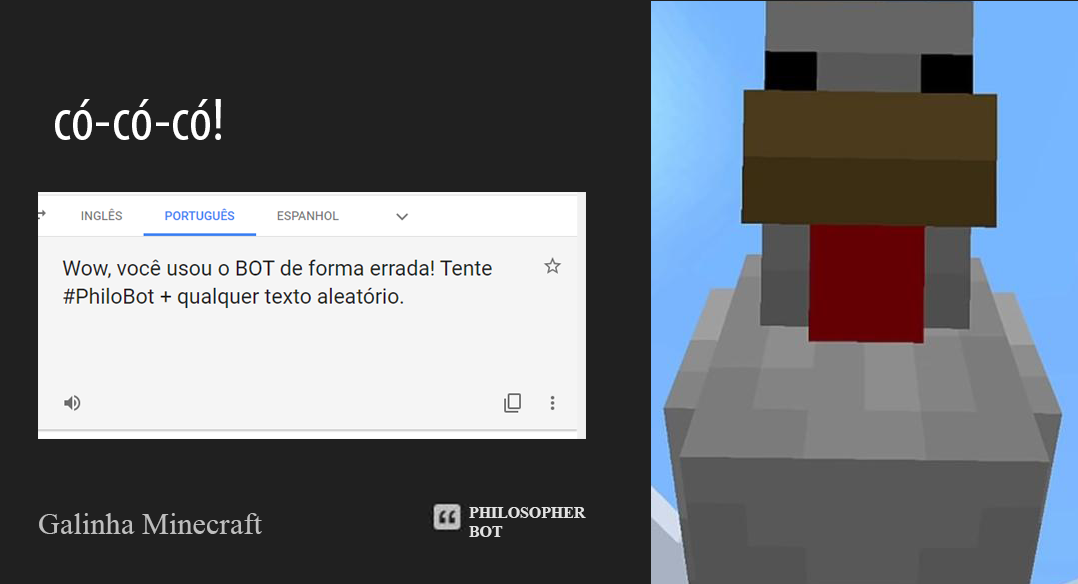 có-có-có!
INGLÊS PORTUGUÊS ESPANHOL
Wow, você usou o BOT de forma errada! Tente
#PhiloBot + qualquer texto aleatório.
Galinha Minecraft
PHILOSOPHER
BOT